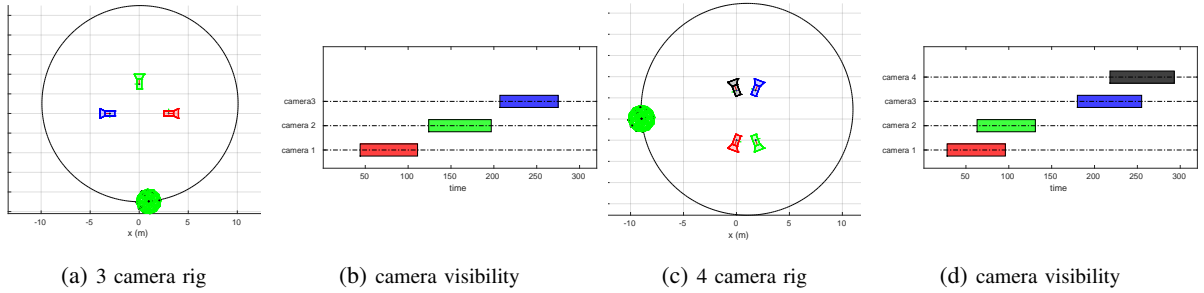 -10 -5 0 5 10
x (m)
camera3
camera 2
camera 1
50 100 150 200 250 300
time
-10 -5 0 5 10
x (m)
camera 4
camera3
camera 2
camera 1
50 100 150 200 250 300
time
(a) 3 camera rig
(b) camera visibility
(c) 4 camera rig
(d) camera visibility